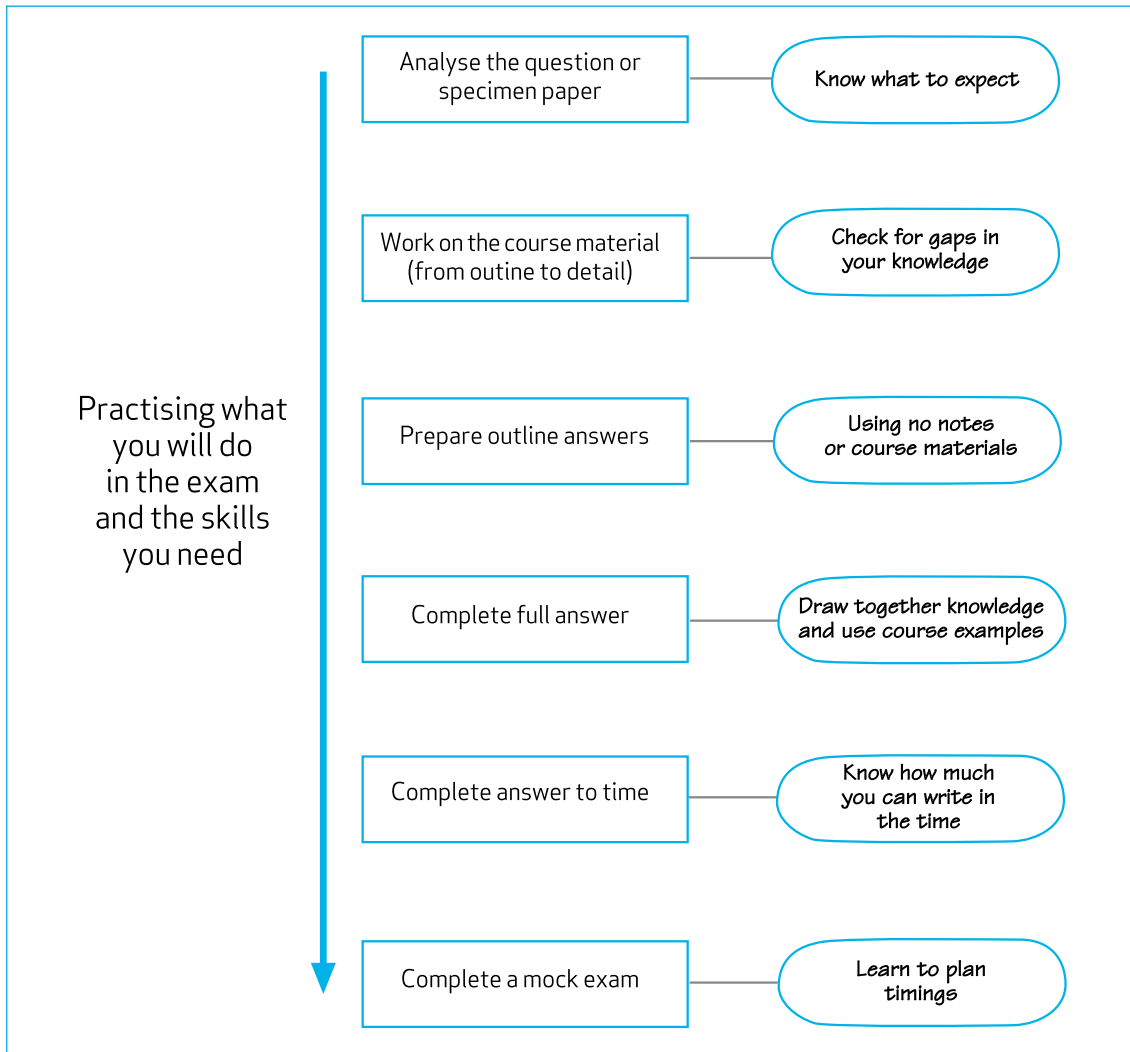 Analyse the question or
specimen paper
Know what to expect
Work on the course material
(from outine to detail)
Check for gaps in
your knowledge
Practising what
you will do
in the exam
and the skills
you need
Prepare outline answers
Using no notes
or course materials
Complete full answer
Draw together knowledge
and use course examples
Complete answer to time
Know how much
you can write in
the time
Complete a mock exam
Learn to plan
timings